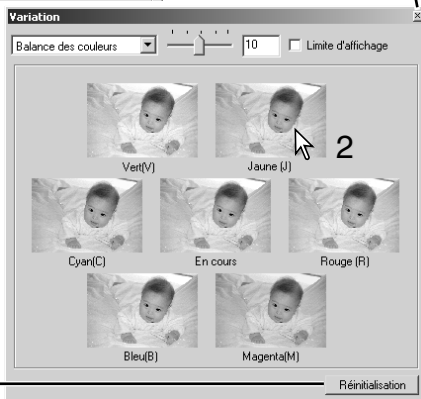 Variation
Balance des couleurs 10 Limite d'affichage
2
Vert(V) Jaune (J)
Cyan(C) En cours Rouge (R)
Bleu(B) Magenta(M)
Réinitialisation